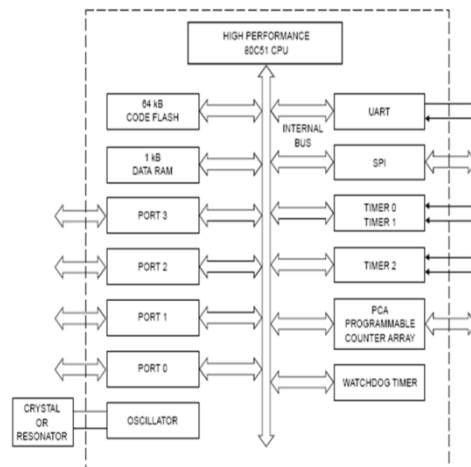 HIGH PERFORMANCE
80C51 CPU
64 kB
CODE FLASH
UART
INTERNAL
BUS
1 kB
DATA RAM
SPI
PORT 3
TIMER 0
TIMER 1
PORT 2
TIMER 2
PORT 1
PCA
PROGRAMMABLE
COUNTER ARRAY
PORT 0
WATCHDOG TIMER
CRYSTAL
OR
RESONATOR
OSCILLATOR